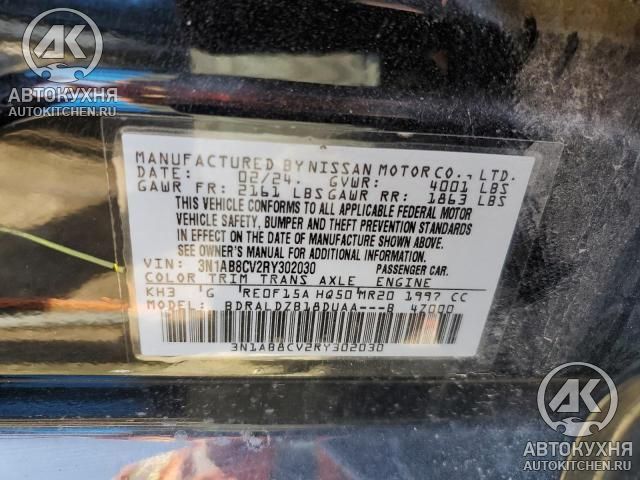 АК
АВТОКУХНЯ
AUTOKITCHEN.RU
MANUFACTURED BY NISSAN MOTOR CO., LTD.
DATE: 02/24. GVWR: 4001 LBS
GAWR FR: 2161 LBS GAWR RR: 1863 LBS
THIS VEHICLE CONFORMS TO ALL APPLICABLE FEDERAL MOTOR
VEHICLE SAFETY, BUMPER AND THEFT PREVENTION STANDARDS
IN EFFECT ON THE DATE OF MANUFACTURE SHOWN ABOVE.
SEE OWNER'S MANUAL FOR ADDITIONAL INFORMATION.
VIN: 3N1AB8CV2RY302030 PASSENGER CAR.
COLOR TRIM TRANS AXLE ENGINE
KH3 G RE0F15A HQ50 MR20 1997 CC
MODEL: BDRALDZB18DUAA---B 4Z000
3N1AB8CV2RY302030
АК
АВТОКУХНЯ
AUTOKITCHEN.RU